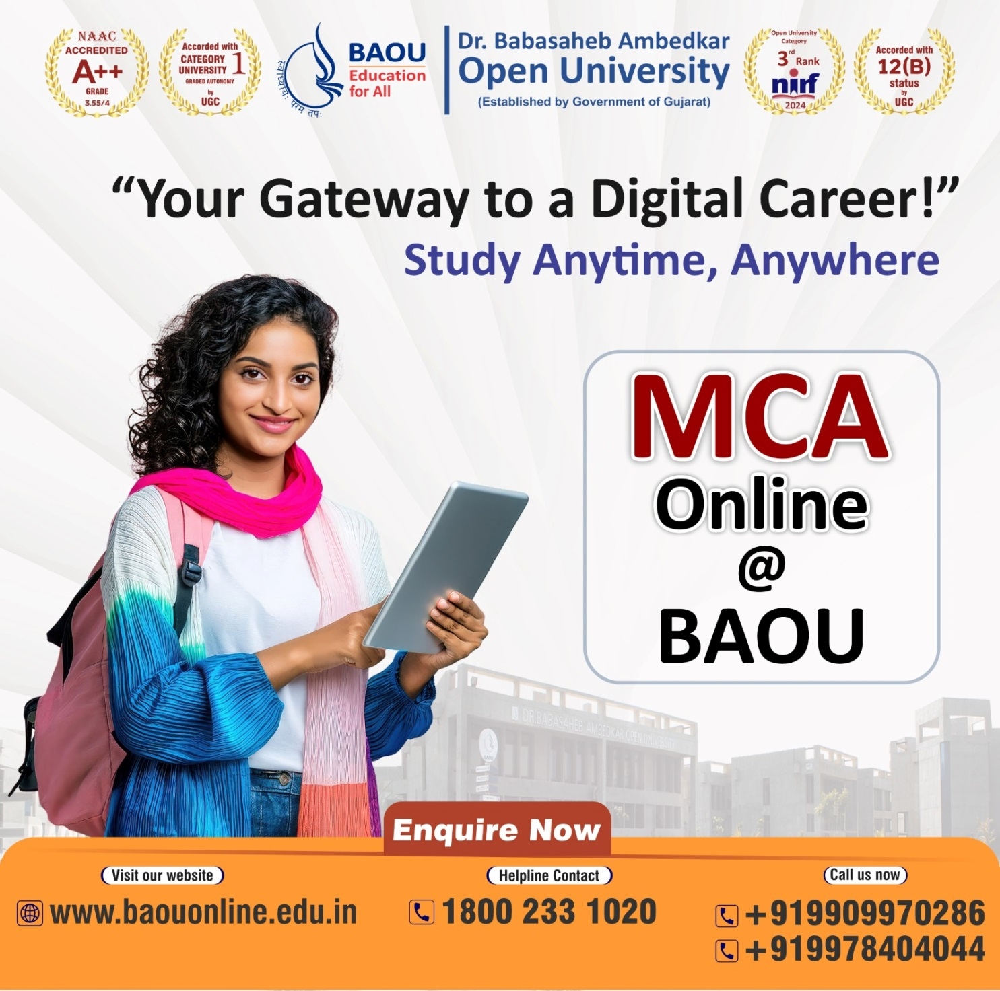 NAAC
ACCREDITED
A++
GRADE
3.55/4
Accorded with
CATEGORY
UNIVERSITY 1
GRADED AUTONOMY
by
UGC
स्वाध्यायः परमं तपः
BAOU
Education
for All
Dr. Babasaheb Ambedkar
Open University
(Established by Government of Gujarat)
Open University
Category
3rd Rank
nirf
2024
Accorded with
12(B)
status
by
UGC
“Your Gateway to a Digital Career!”
Study Anytime, Anywhere
MCA
Online
@
BAOU
DR.BABASAHEB AMBEDKAR OPEN UNIVERSITY
BAOU
Enquire Now
Visit our website
www.baouonline.edu.in
Helpline Contact
1800 233 1020
Call us now
+919909970286
+919978404044